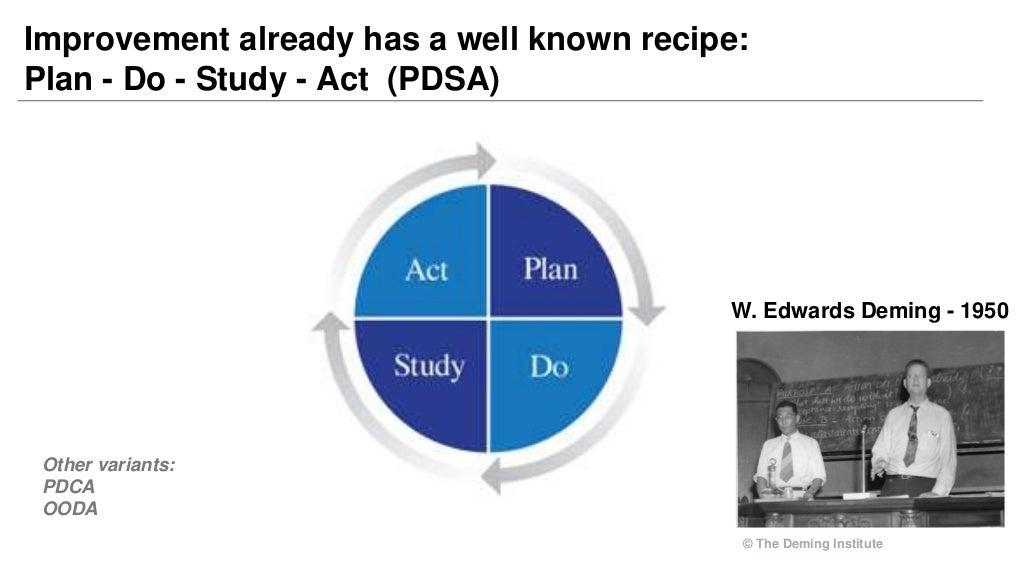 Improvement already has a well known recipe:
Plan - Do - Study - Act  (PDSA)
Act
Plan
Study
Do
W. Edwards Deming - 1950
Other variants:
PDCA
OODA
© The Deming Institute